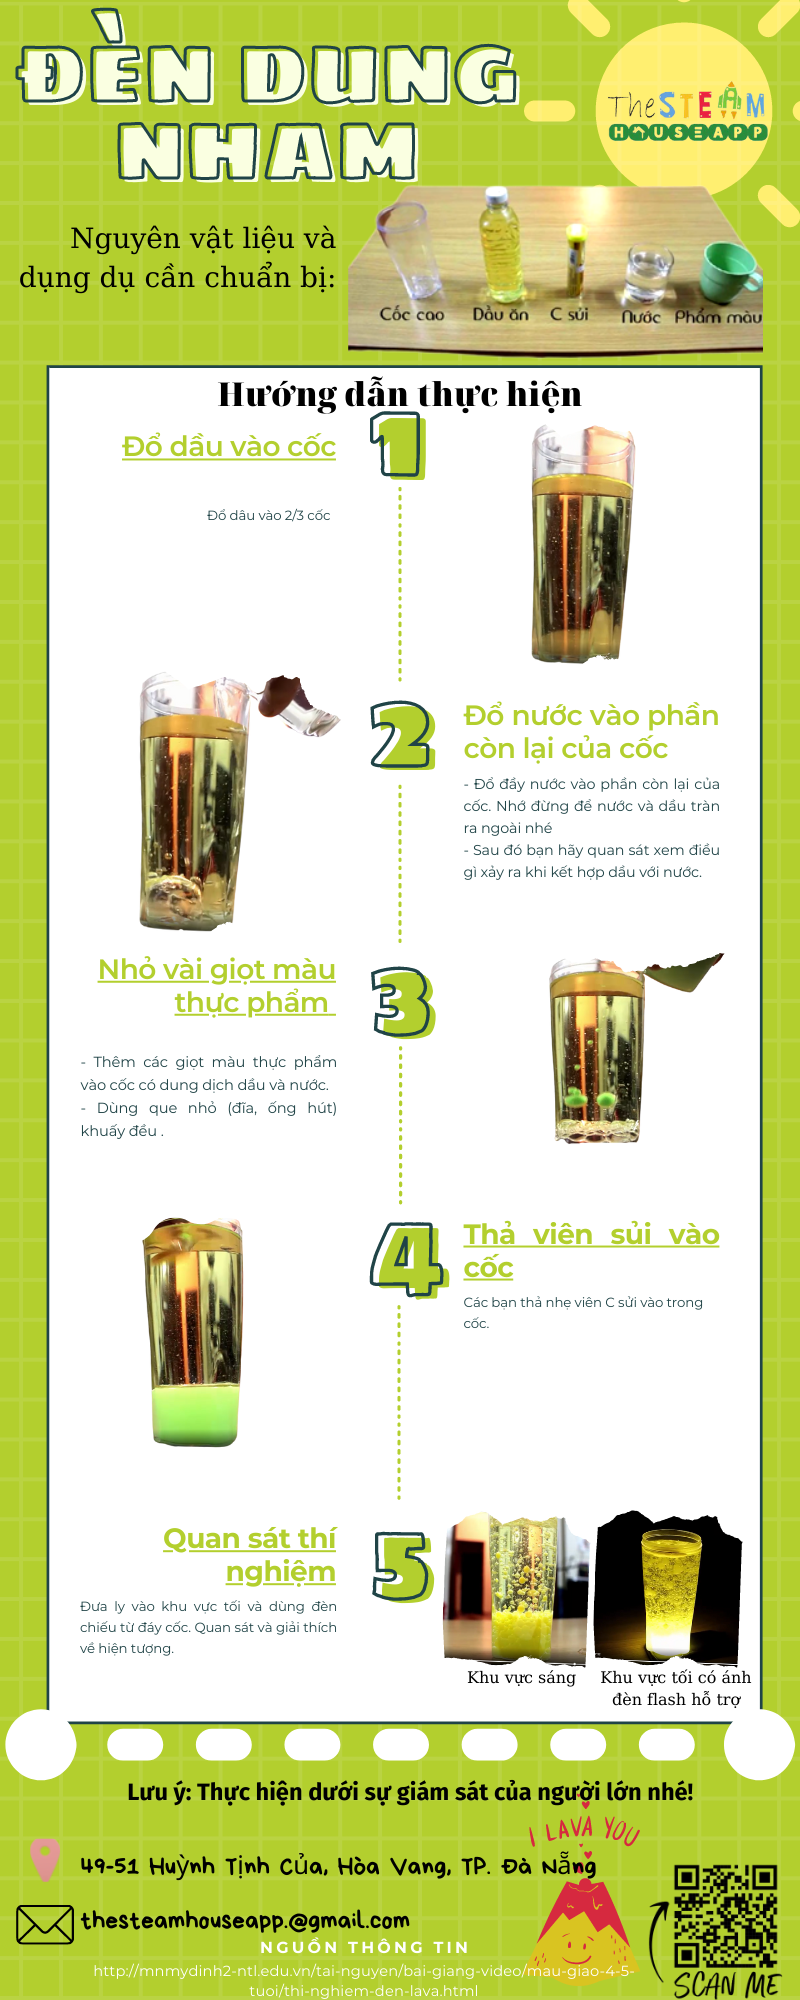 ĐÈN DUNG
NHAM
The STEAM
HOUSEAPP
Nguyên vật liệu và
dụng dụ cần chuẩn bị:
Cốc cao Dầu ăn C sủi Nước Phẩm màu
Hướng dẫn thực hiện
1
Đổ dầu vào cốc
Đổ dầu vào 2/3 cốc
2
Đổ nước vào phần
còn lại của cốc
- Đổ đầy nước vào phần còn lại của
cốc. Nhớ đừng để nước và dầu tràn
ra ngoài nhé
- Sau đó bạn hãy quan sát xem điều
gì xảy ra khi kết hợp dầu với nước.
3
Nhỏ vài giọt màu
thực phẩm
- Thêm các giọt màu thực phẩm
vào cốc có dung dịch dầu và nước.
- Dùng que nhỏ (đĩa, ống hút)
khuấy đều .
4
Thả viên sủi vào
cốc
Các bạn thả nhẹ viên C sửi vào trong
cốc.
5
Quan sát thí
nghiệm
Đưa ly vào khu vực tối và dùng đèn
chiếu từ đáy cốc. Quan sát và giải thích
về hiện tượng.
Khu vực sáng
Khu vực tối có ánh
đèn flash hỗ trợ
Lưu ý: Thực hiện dưới sự giám sát của người lớn nhé!
I LAVA YOU
49-51 Huỳnh Tịnh Của, Hòa Vang, TP. Đà Nẵng
thesteamhouseapp.@gmail.com
NGUỒN THÔNG TIN
http://mnmydinh2-ntl.edu.vn/tai-nguyen/bai-giang-video/mau-giao-4-5-
tuoi/thi-nghiem-den-lava.html
SCAN ME